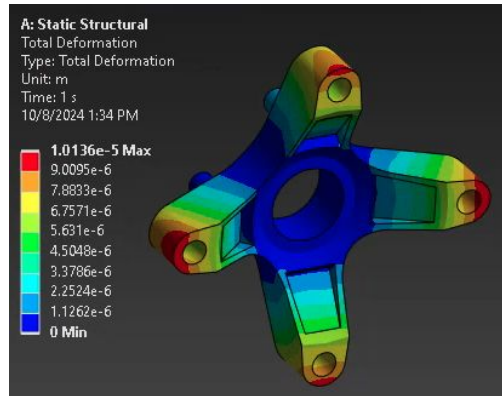 A: Static Structural
Total Deformation
Type: Total Deformation
Unit: m
Time: 1 s
10/8/2024 1:34 PM
1.0136e-5 Max
9.0095e-6
7.8833e-6
6.7571e-6
5.631e-6
4.5048e-6
3.3786e-6
2.2524e-6
1.1262e-6
0 Min